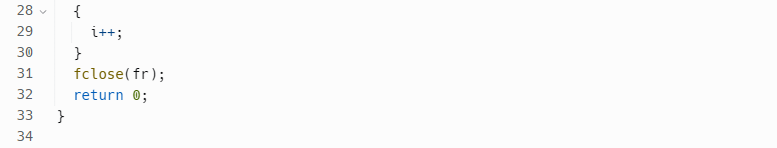 28 {
29 i++;
30 }
31 fclose(fr);
32 return 0;
33 }
34